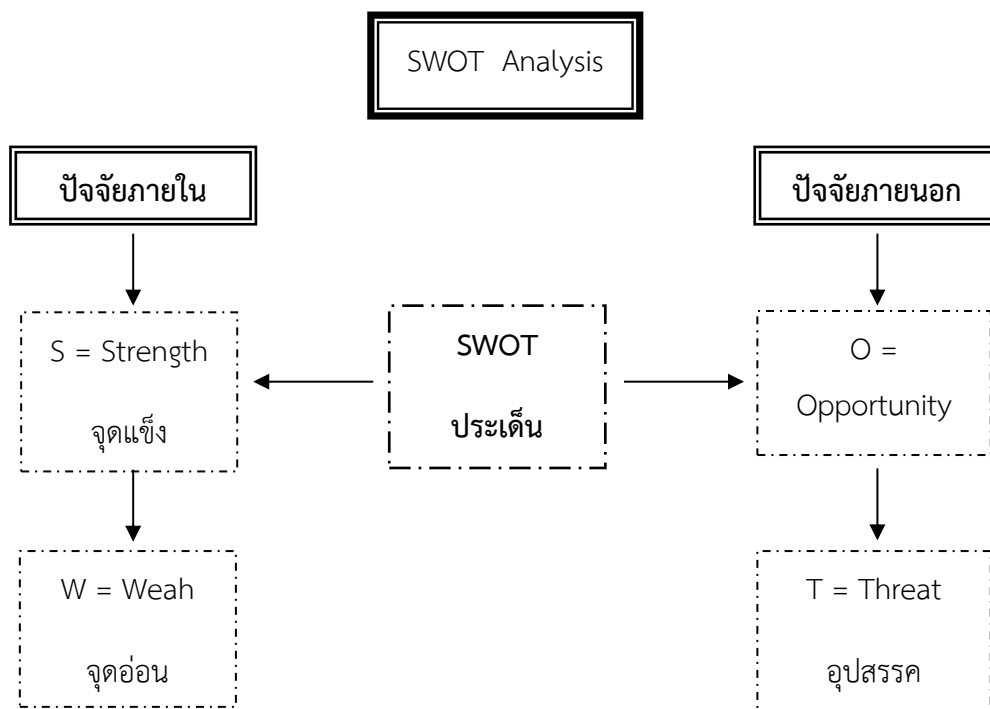 SWOT Analysis
ปัจจัยภายใน
ปัจจัยภายนอก
S = Strength
จุดแข็ง
SWOT
ประเด็น
O =
Opportunity
W = Weah
จุดอ่อน
T = Threat
อุปสรรค